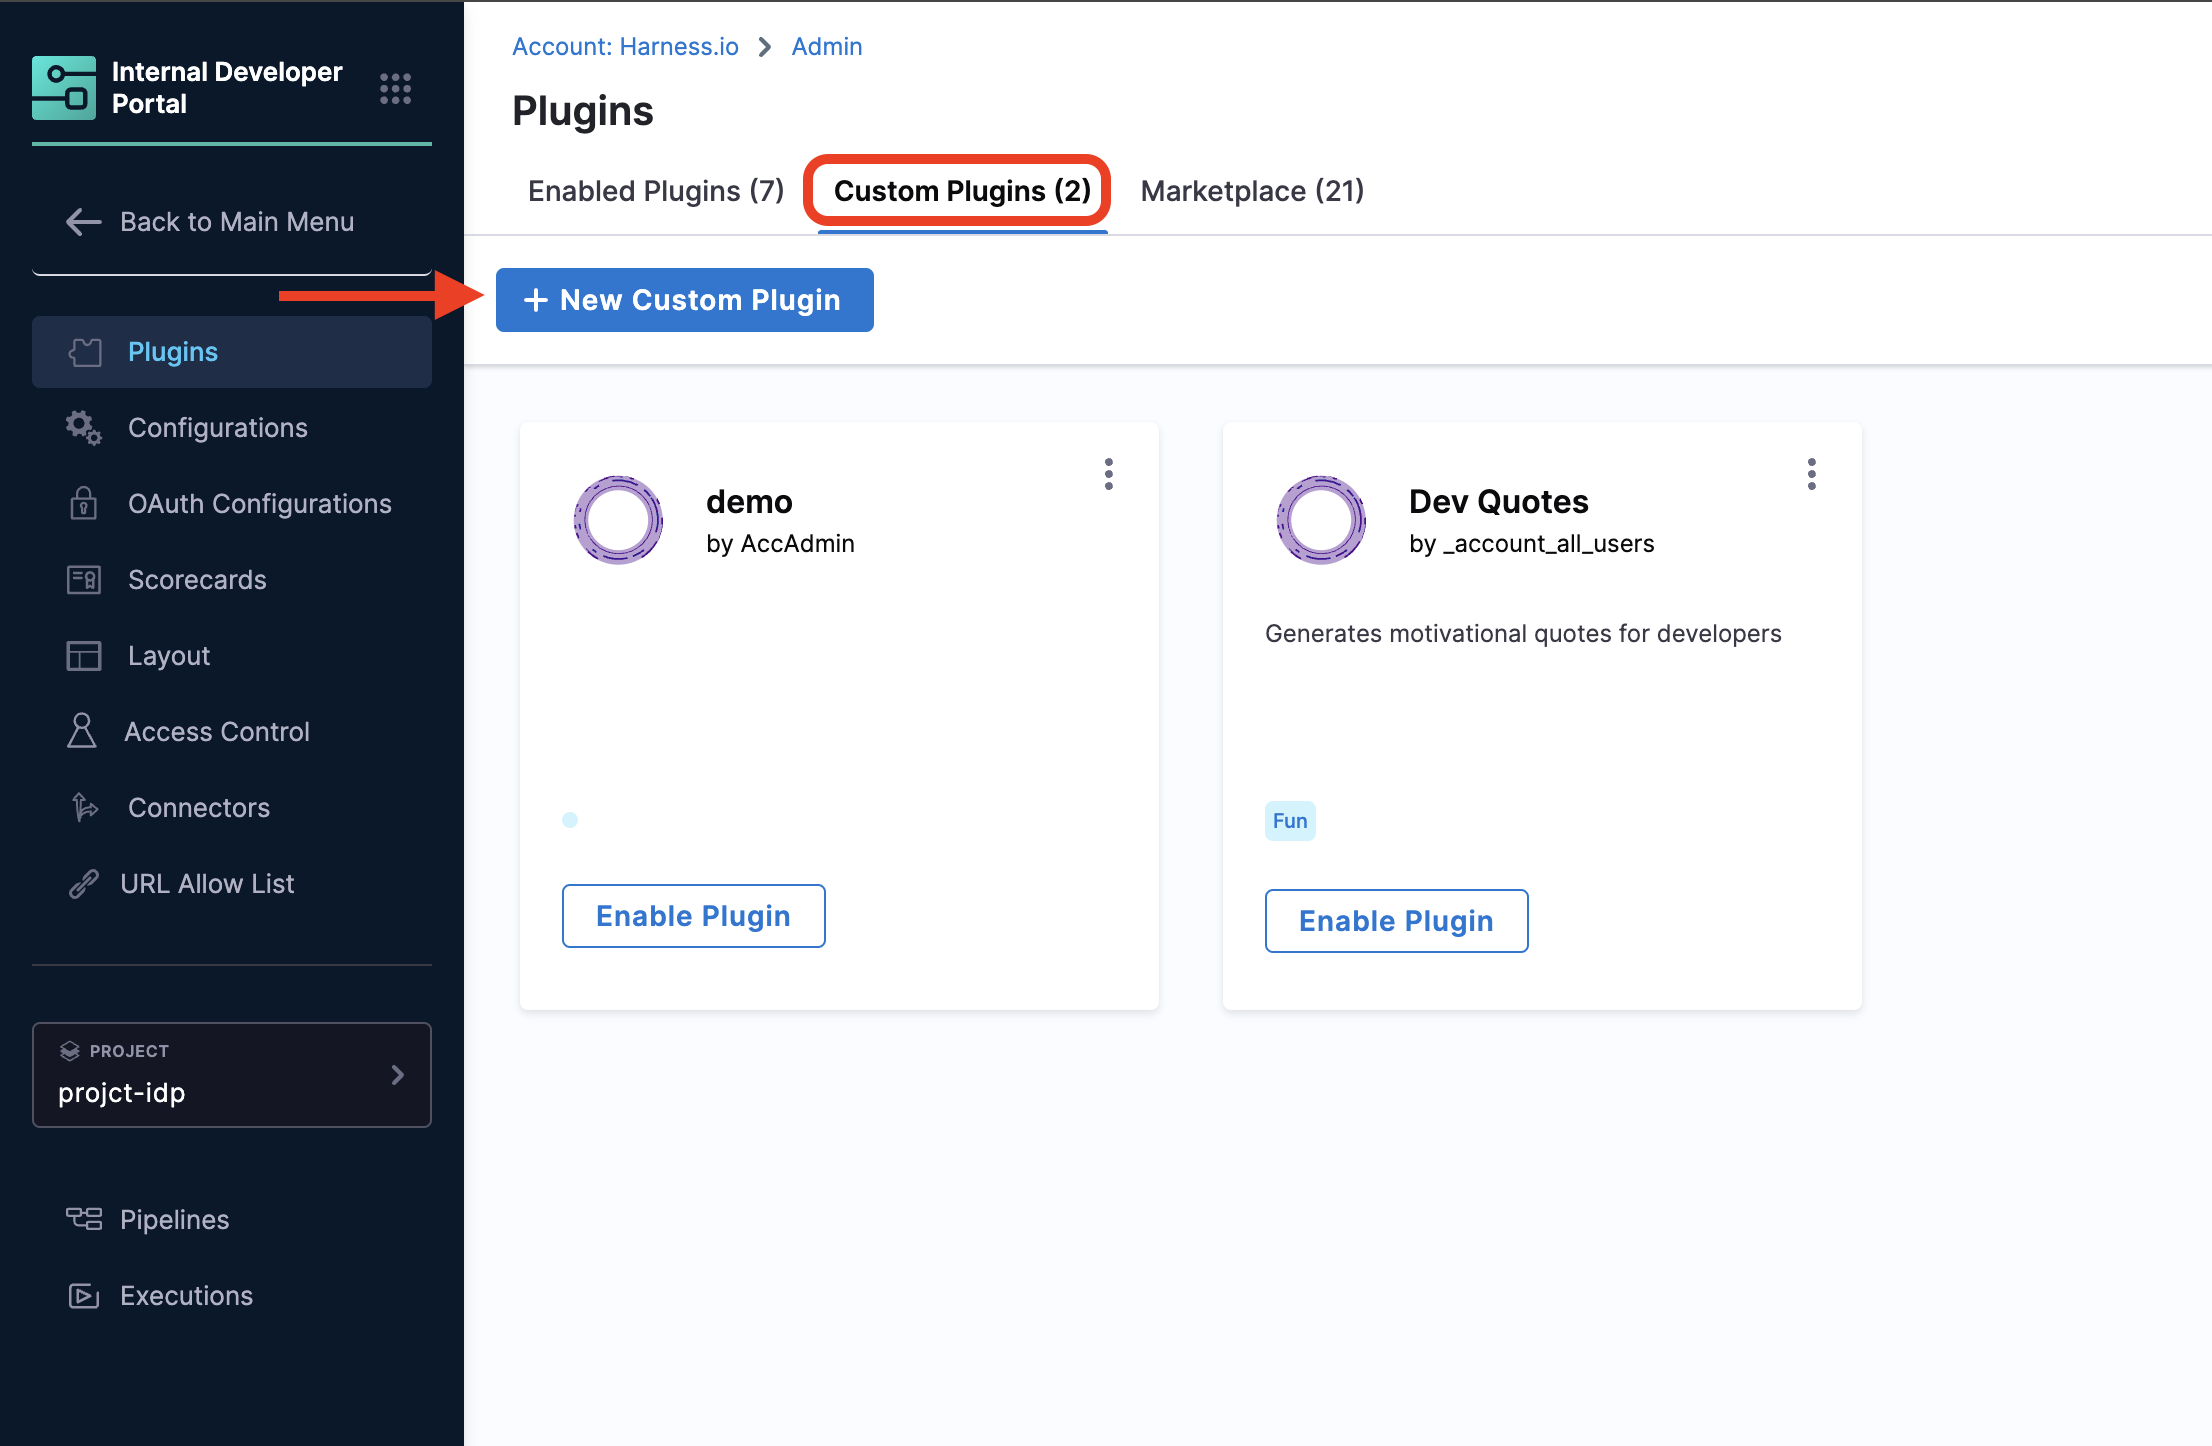 Internal Developer
Portal
Back to Main Menu
Plugins
Configurations
OAuth Configurations
Scorecards
Layout
Access Control
Connectors
URL Allow List
PROJECT
projct-idp
Pipelines
Executions
Account: Harness.io > Admin
Plugins
Enabled Plugins (7) Custom Plugins (2) Marketplace (21)
+ New Custom Plugin
demo
by AccAdmin
Enable Plugin
Dev Quotes
by _account_all_users
Generates motivational quotes for developers
Fun
Enable Plugin